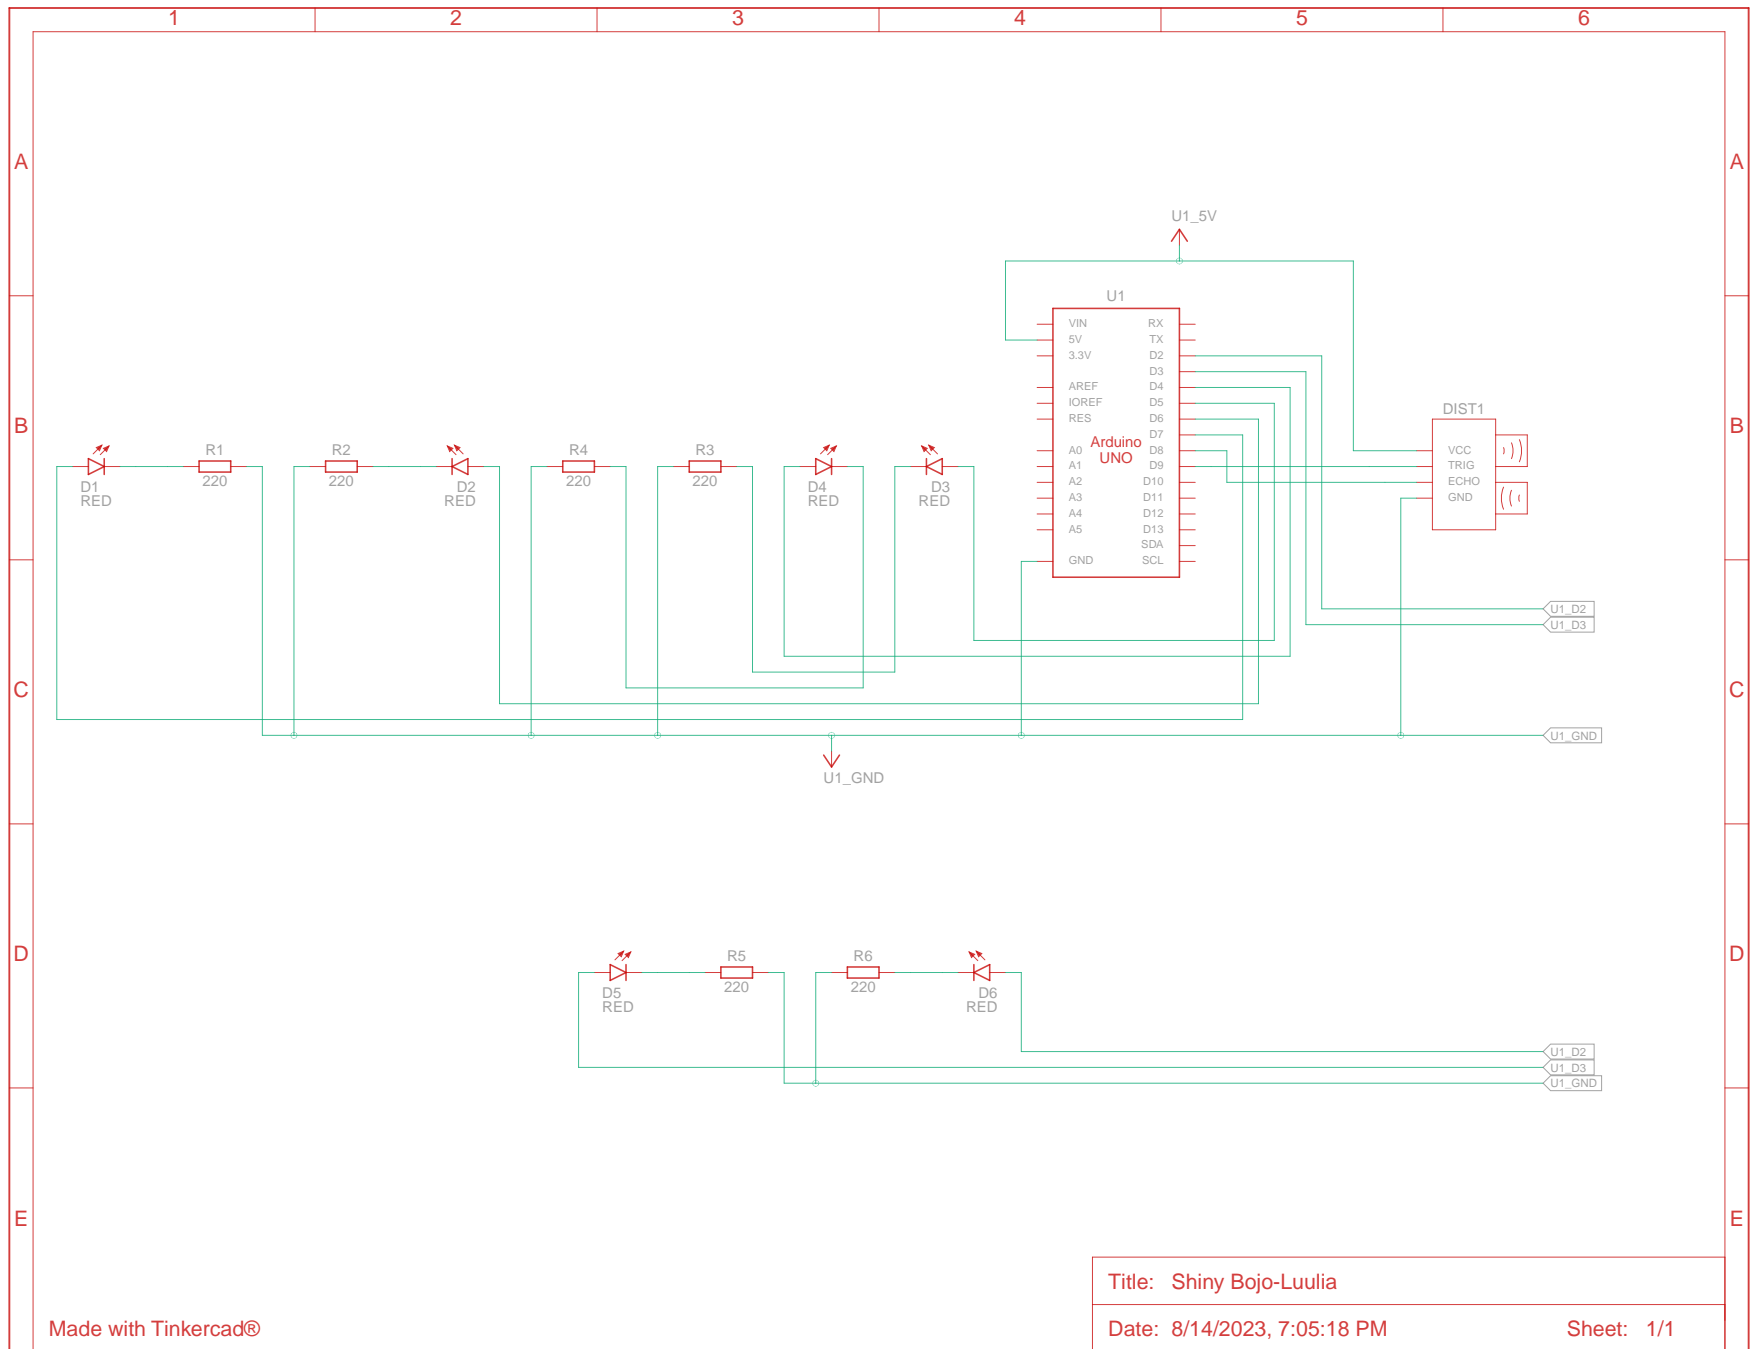 1 2 3 4 5 6
A A
U1_5V
U1
VIN RX
5V TX
3.3V D2
D3
AREF D4
IOREF D5
RES D6
D7
A0 D8
A1 D9
A2 D10
A3 D11
A4 D12
A5 D13
SDA
GND SCL
Arduino
UNO
DIST1
VCC
TRIG
ECHO
GND
B B
R1
220
R2
220
R4
220
R3
220
D1
RED
D2
RED
D4
RED
D3
RED
U1_D2
U1_D3
C C
U1_GND
U1_GND
D D
R5
220
R6
220
D5
RED
D6
RED
U1_D2
U1_D3
U1_GND
E E
Title: Shiny Bojo-Luulia
Made with Tinkercad®
Date: 8/14/2023, 7:05:18 PM Sheet: 1/1